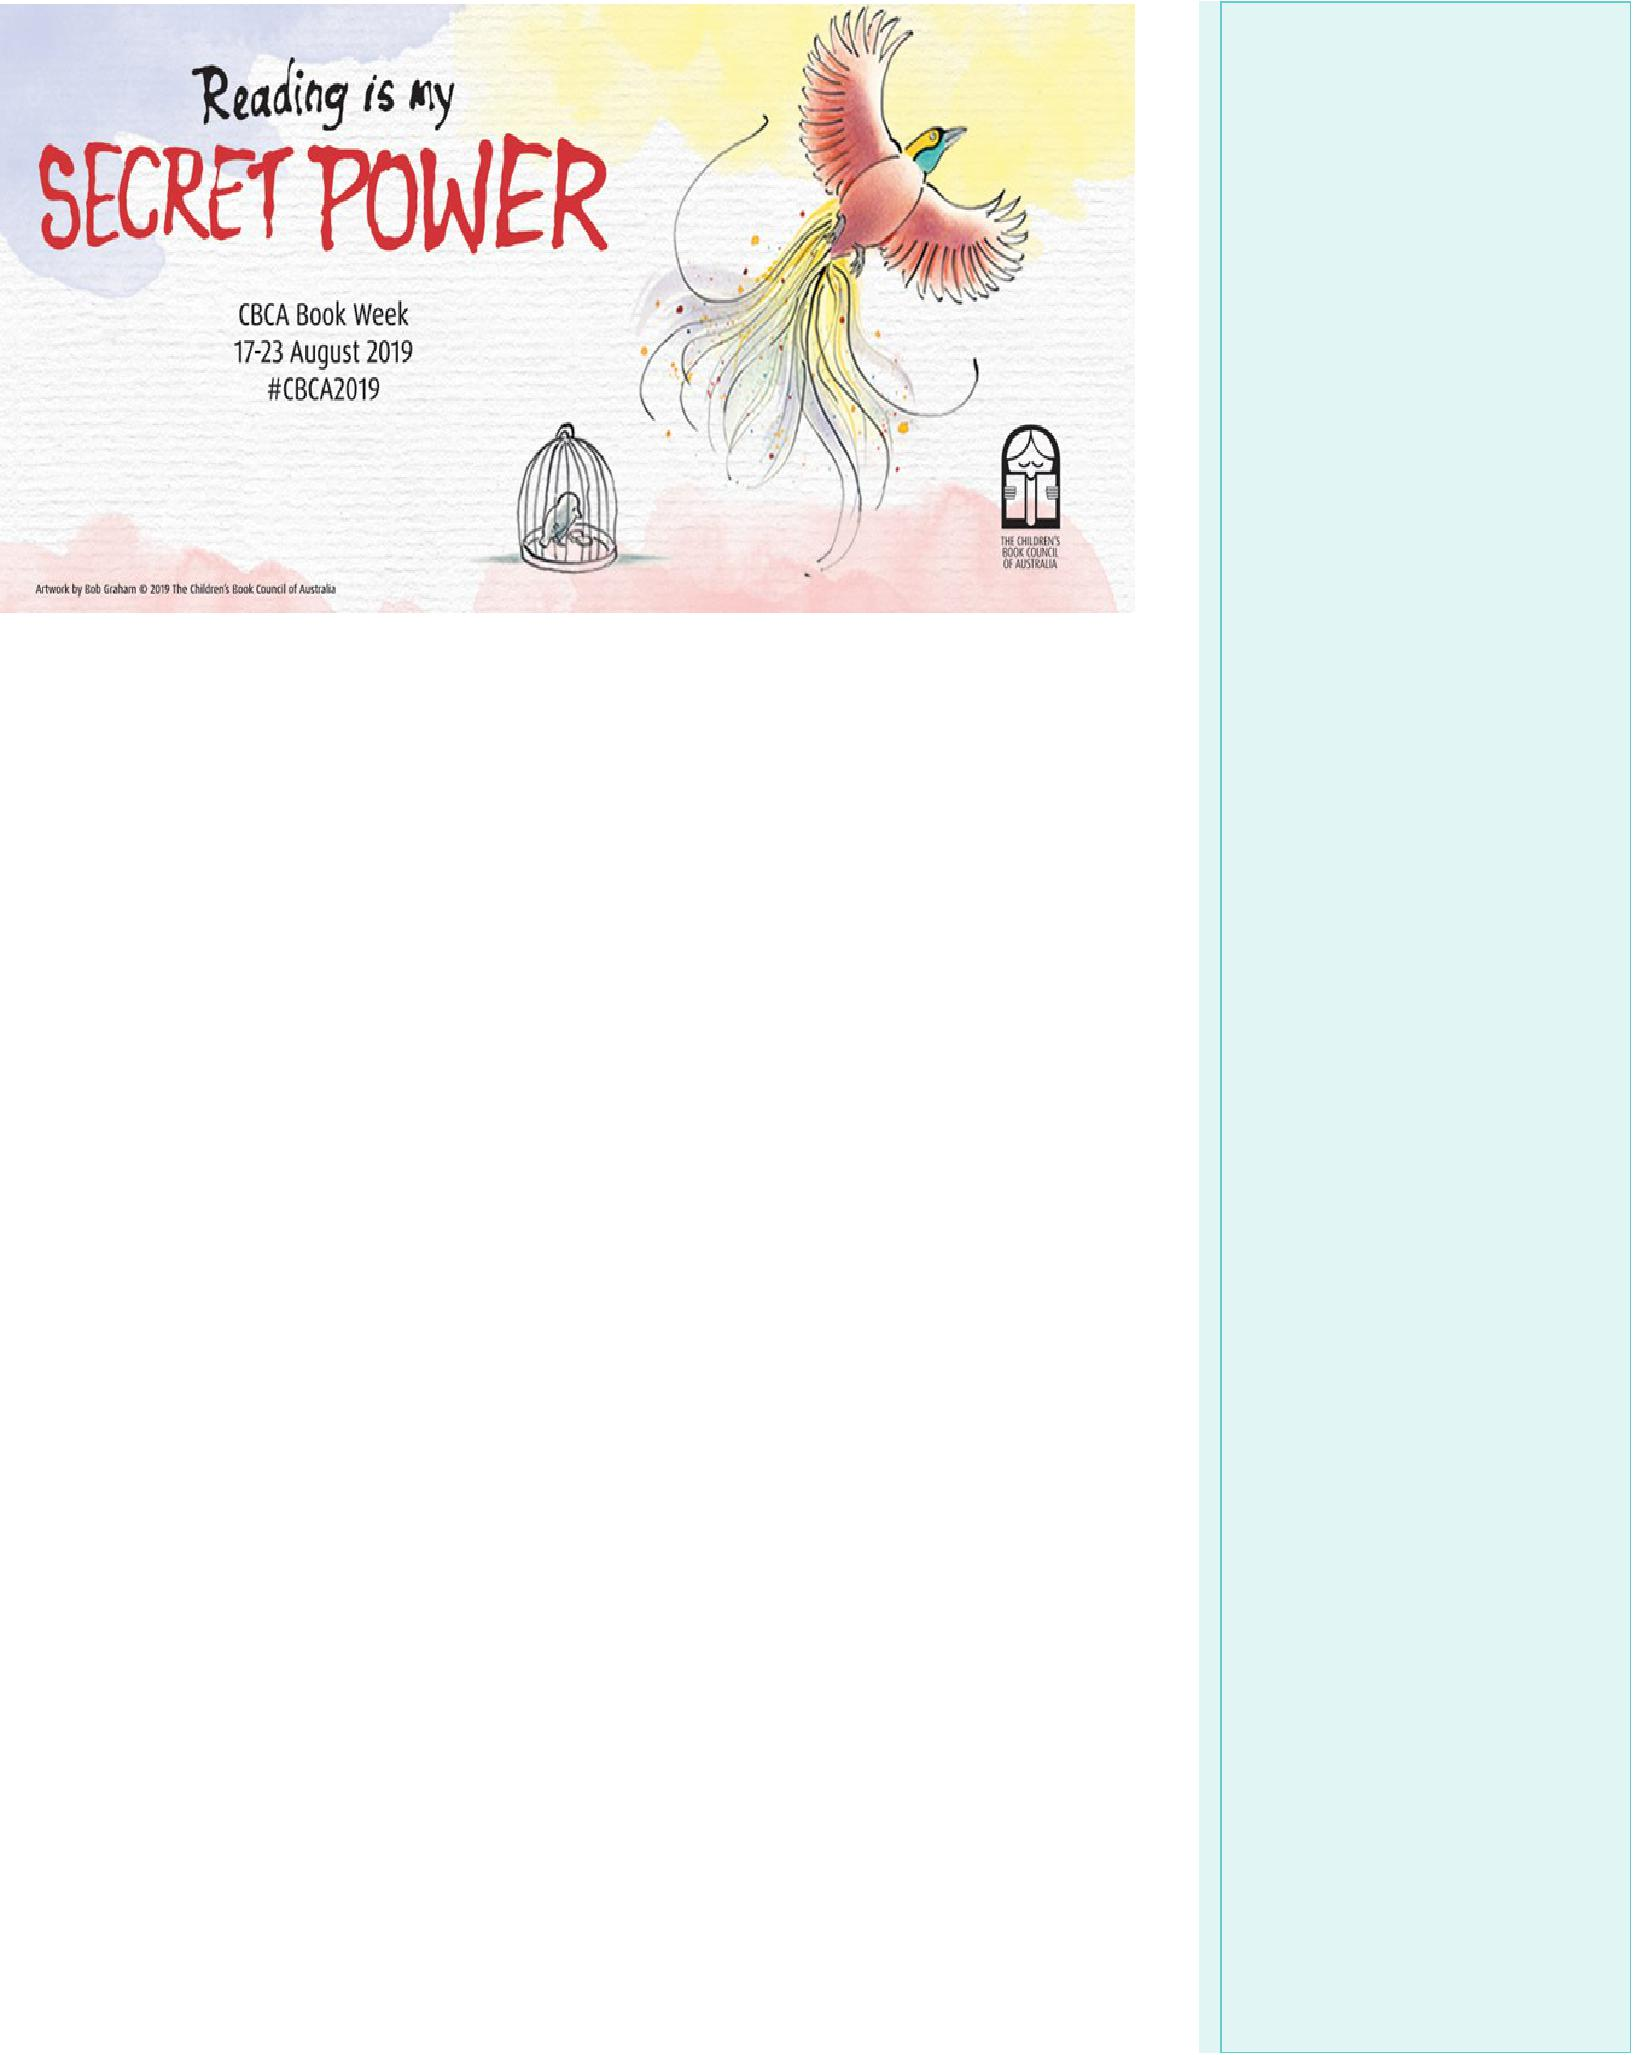 Reading is my
SECRET POWER
CBCA Book Week
17-23 August 2019
#CBCA2019
THE CHILDREN'S
BOOK COUNCIL
OF AUSTRALIA
Artwork by Bob Graham © 2019 The Children's Book Council of Australia